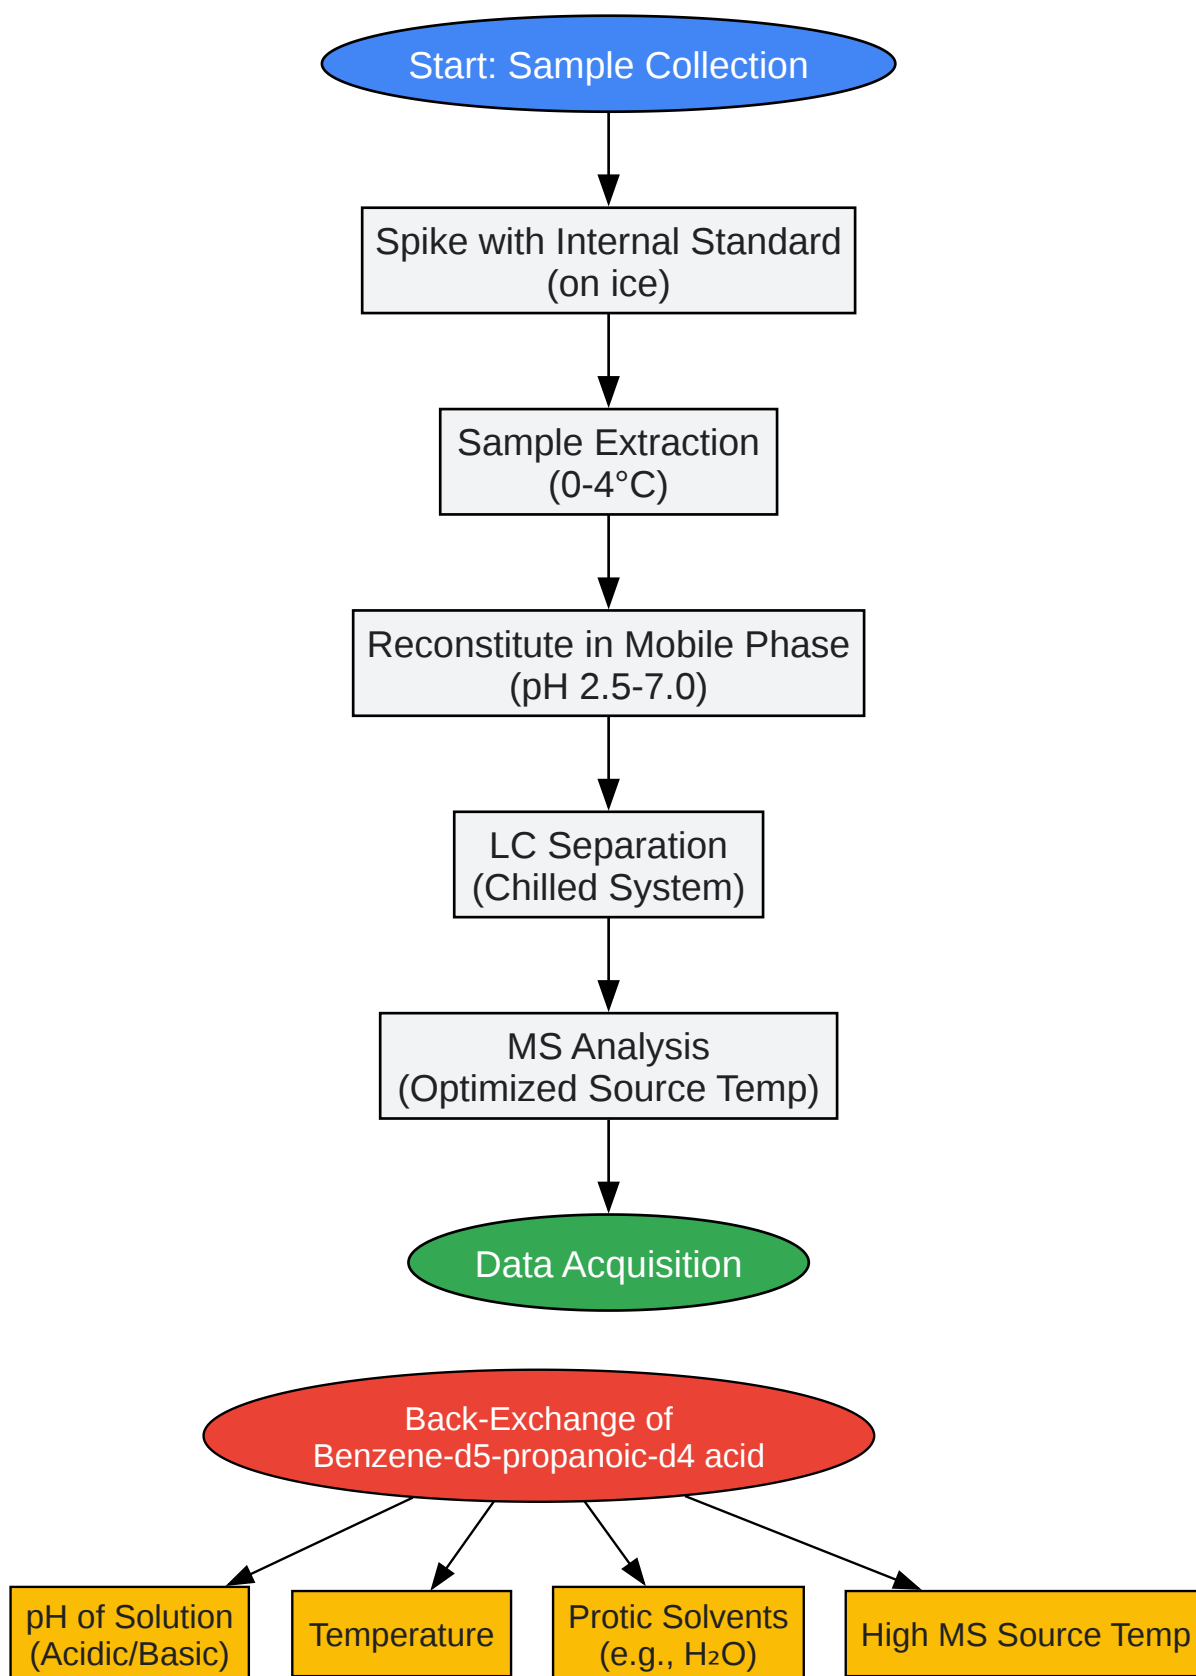 Start: Sample Collection
Spike with Internal Standard
(on ice)
Sample Extraction
(0-4°C)
Reconstitute in Mobile Phase
(pH 2.5-7.0)
LC Separation
(Chilled System)
MS Analysis
(Optimized Source Temp)
Data Acquisition
Back-Exchange of
Benzene-d5-propanoic-d4 acid
pH of Solution
(Acidic/Basic)
Temperature
Protic Solvents
(e.g., H₂O)
High MS Source Temp